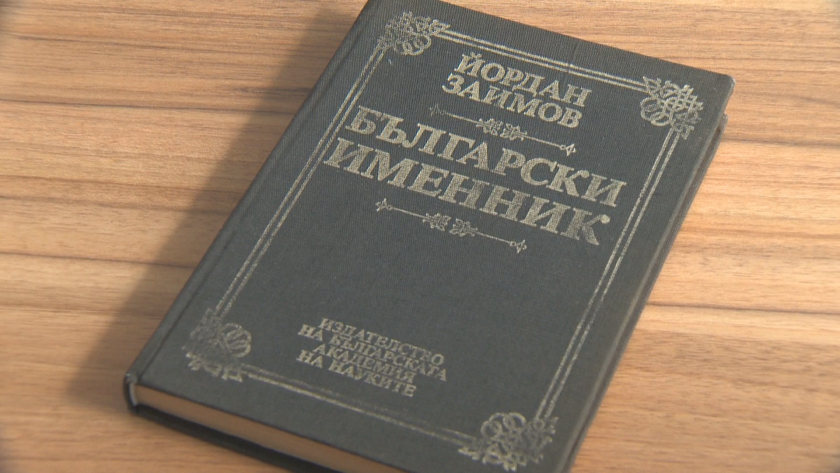 ЙОРДАН
ЗАИМОВ
БЪЛГАРСКИ
ИМЕННИК
ИЗДАТЕЛСТВО
НА БЪЛГАРСКАТА
АКАДЕМИЯ
НА НАУКИТЕ